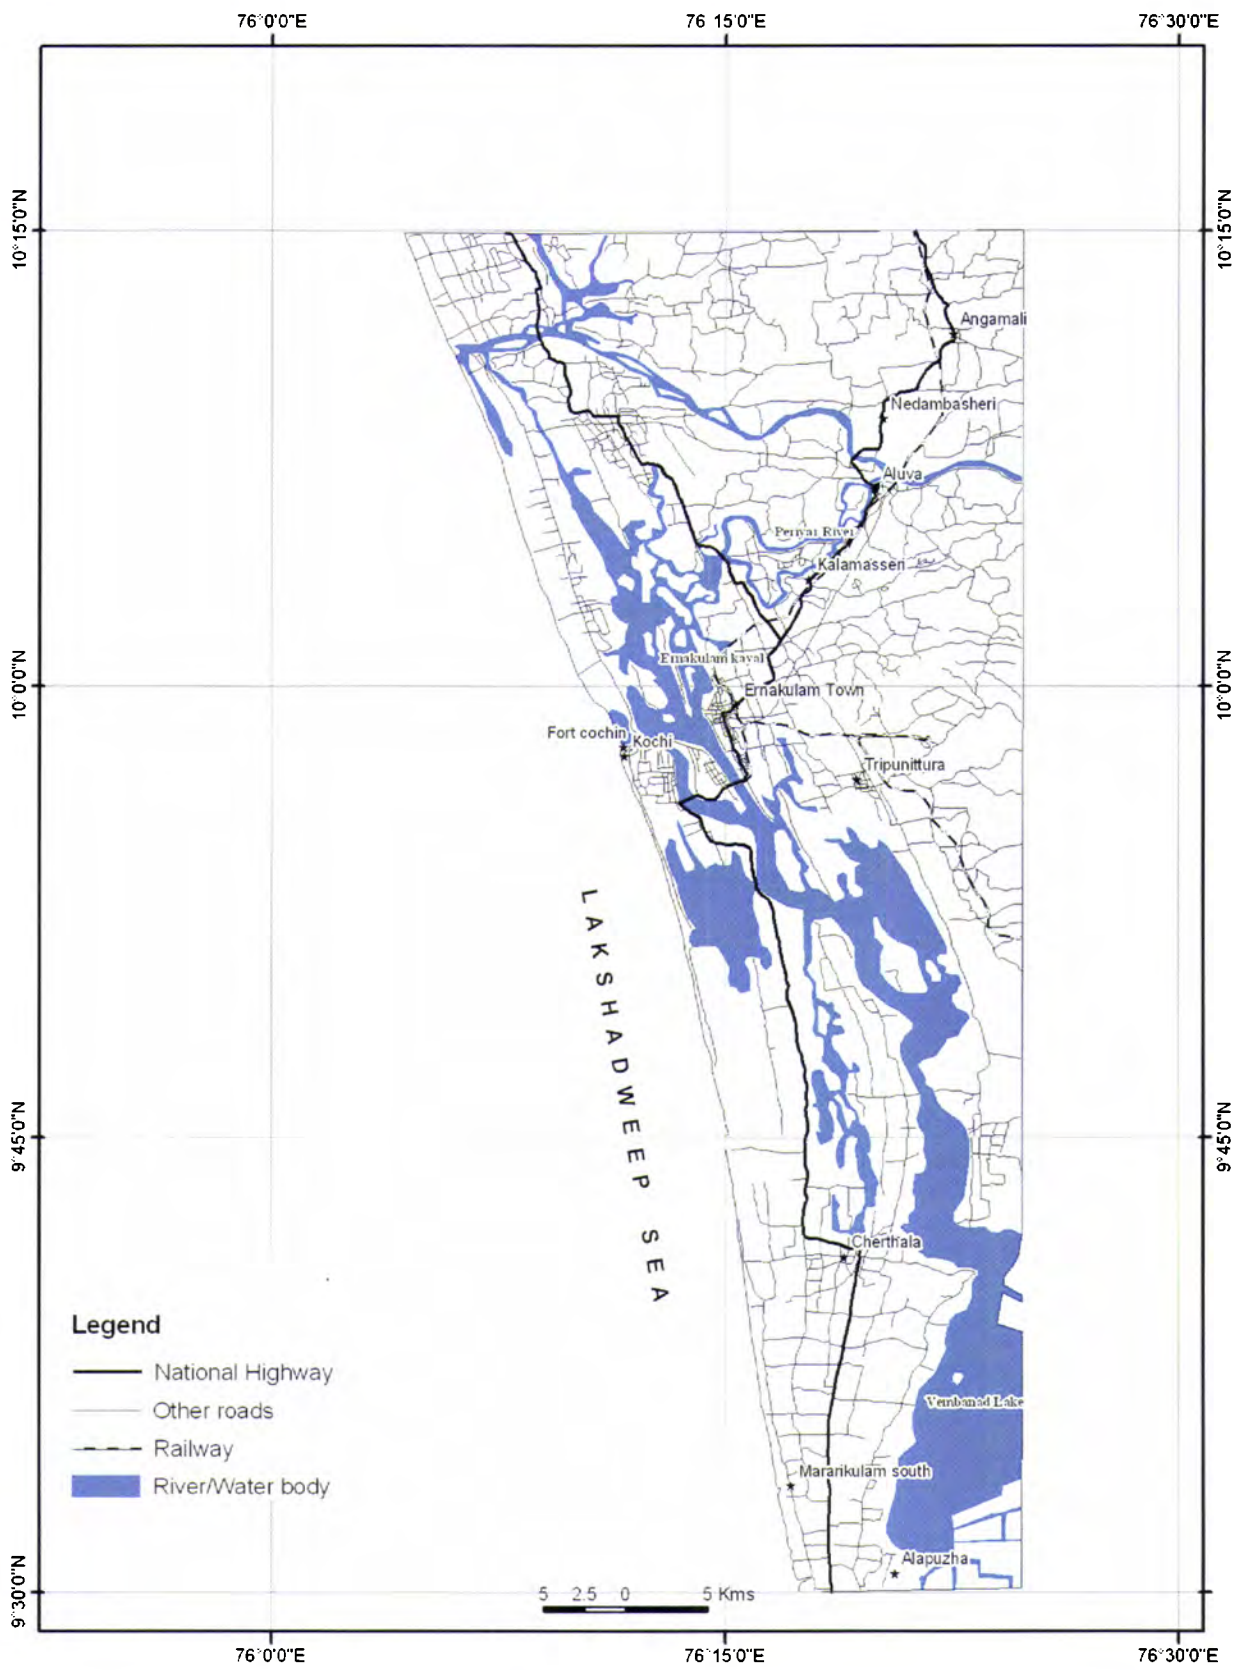 76°0'0"E 76°15'0"E 76°30'0"E
10°15'0"N
10°15'0"N
Angamali
Nedambasheri
Aluva
Periyar River
Kalamasseri
Ernakulam kayal
10°0'0"N
10°0'0"N
Ernakulam Town
Fort cochin
Kochi
Tripunittura
LAKSHADWEEP SEA
9°45'0"N
9°45'0"N
Cherthala
Legend
National Highway
Other roads
Railway
River/Water body
Vembanad Lake
Mararikulam south
Alapuzha
9°30'0"N
5 2.5 0 5 Kms
76°0'0"E 76°15'0"E 76°30'0"E